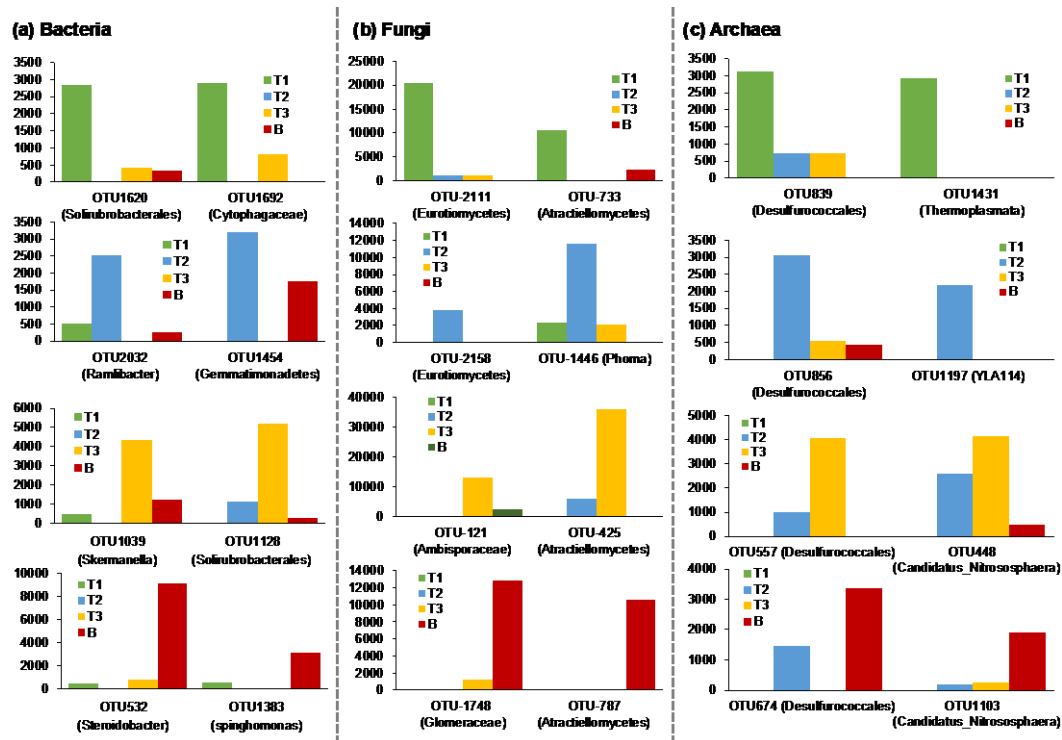 (a) Bacteria
3500
3000
2500
2000
1500
1000
500
0
T1
T2
T3
B
OTU1620 OTU1692
(Solirubrobacterales) (Cytophagaceae)
3500
3000
2500
2000
1500
1000
500
0
T1
T2
T3
B
OTU2032 OTU1454
(Ramlibacter) (Gemmatimonadetes)
6000
5000
4000
3000
2000
1000
0
T1
T2
T3
B
OTU1039 OTU1128
(Skermanella) (Solirubrobacterales)
10000
8000
6000
4000
2000
0
T1
T2
T3
B
OTU532 OTU1383
(Steroidobacter) (spinghomonas)
(b) Fungi
25000
20000
15000
10000
5000
0
T1
T2
T3
B
OTU-2111 OTU-733
(Eurotiomycetes) (Atractiellomycetes)
14000
12000
10000
8000
6000
4000
2000
0
T1
T2
T3
B
OTU-2158 OTU-1446 (Phoma)
(Eurotiomycetes)
40000
30000
20000
10000
0
T1
T2
T3
B
OTU-121 OTU-425
(Ambisporaceae) (Atractiellomycetes)
14000
12000
10000
8000
6000
4000
2000
0
T1
T2
T3
B
OTU-1748 OTU-787
(Glomeraceae) (Atractiellomycetes)
(c) Archaea
3500
3000
2500
2000
1500
1000
500
0
T1
T2
T3
B
OTU839 OTU1431
(Desulfurococcales) (Thermoplasmata)
3500
3000
2500
2000
1500
1000
500
0
T1
T2
T3
B
OTU856 OTU1197 (YLA114)
(Desulfurococcales)
5000
4000
3000
2000
1000
0
T1
T2
T3
B
OTU557 (Desulfurococcales) OTU448
(Candidatus_Nitrososphaera)
4000
3000
2000
1000
0
T1
T2
T3
B
OTU674 (Desulfurococcales) OTU1103
(Candidatus_Nitrososphaera)